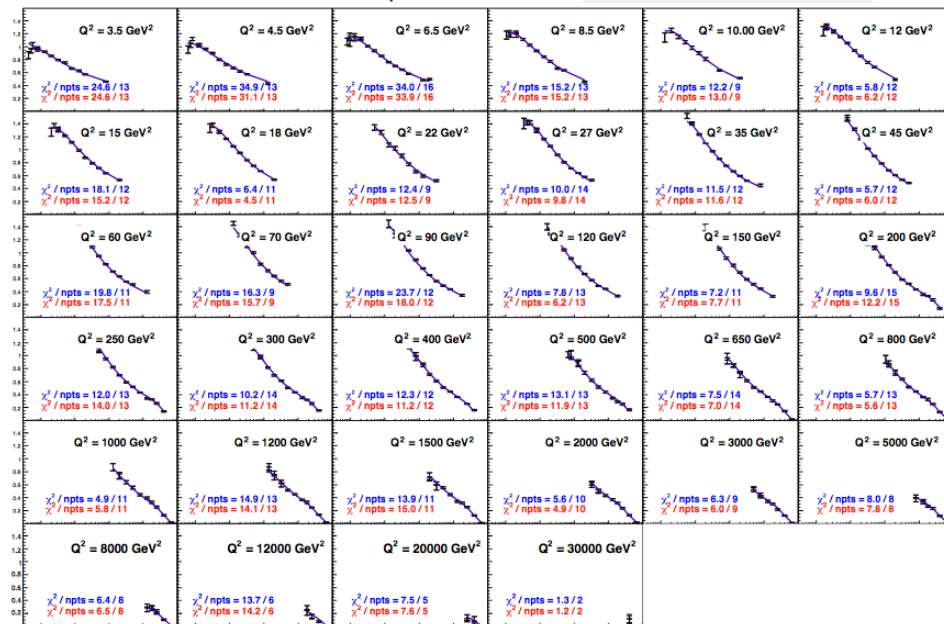 Q² = 3.5 GeV²
χ² / npts = 24.6 / 13
χ² / npts = 24.6 / 13
Q² = 4.5 GeV²
χ² / npts = 34.9 / 13
χ² / npts = 31.1 / 13
Q² = 6.5 GeV²
χ² / npts = 34.0 / 16
χ² / npts = 33.9 / 16
Q² = 8.5 GeV²
χ² / npts = 15.2 / 13
χ² / npts = 15.2 / 13
Q² = 10.00 GeV²
χ² / npts = 12.2 / 9
χ² / npts = 13.0 / 9
Q² = 12 GeV²
χ² / npts = 5.8 / 12
χ² / npts = 6.2 / 12
Q² = 15 GeV²
χ² / npts = 18.1 / 12
χ² / npts = 15.2 / 12
Q² = 18 GeV²
χ² / npts = 6.4 / 11
χ² / npts = 4.5 / 11
Q² = 22 GeV²
χ² / npts = 12.4 / 9
χ² / npts = 12.5 / 9
Q² = 27 GeV²
χ² / npts = 10.0 / 14
χ² / npts = 9.8 / 14
Q² = 35 GeV²
χ² / npts = 11.5 / 12
χ² / npts = 11.6 / 12
Q² = 45 GeV²
χ² / npts = 5.7 / 12
χ² / npts = 6.0 / 12
Q² = 60 GeV²
χ² / npts = 19.8 / 11
χ² / npts = 17.5 / 11
Q² = 70 GeV²
χ² / npts = 16.3 / 9
χ² / npts = 15.7 / 9
Q² = 90 GeV²
χ² / npts = 23.7 / 12
χ² / npts = 18.0 / 12
Q² = 120 GeV²
χ² / npts = 7.8 / 13
χ² / npts = 6.2 / 13
Q² = 150 GeV²
χ² / npts = 7.2 / 11
χ² / npts = 7.7 / 11
Q² = 200 GeV²
χ² / npts = 9.6 / 15
χ² / npts = 12.2 / 15
Q² = 250 GeV²
χ² / npts = 12.0 / 13
χ² / npts = 14.0 / 13
Q² = 300 GeV²
χ² / npts = 10.2 / 14
χ² / npts = 11.2 / 14
Q² = 400 GeV²
χ² / npts = 12.3 / 12
χ² / npts = 11.2 / 12
Q² = 500 GeV²
χ² / npts = 13.1 / 13
χ² / npts = 11.9 / 13
Q² = 650 GeV²
χ² / npts = 7.5 / 14
χ² / npts = 7.0 / 14
Q² = 800 GeV²
χ² / npts = 5.7 / 13
χ² / npts = 5.6 / 13
Q² = 1000 GeV²
χ² / npts = 4.9 / 11
χ² / npts = 5.8 / 11
Q² = 1200 GeV²
χ² / npts = 14.9 / 13
χ² / npts = 14.1 / 13
Q² = 1500 GeV²
χ² / npts = 13.9 / 11
χ² / npts = 15.0 / 11
Q² = 2000 GeV²
χ² / npts = 5.6 / 10
χ² / npts = 4.9 / 10
Q² = 3000 GeV²
χ² / npts = 6.3 / 9
χ² / npts = 6.0 / 9
Q² = 5000 GeV²
χ² / npts = 8.0 / 8
χ² / npts = 7.8 / 8
Q² = 8000 GeV²
χ² / npts = 6.4 / 8
χ² / npts = 6.5 / 8
Q² = 12000 GeV²
χ² / npts = 13.7 / 6
χ² / npts = 14.2 / 6
Q² = 20000 GeV²
χ² / npts = 7.5 / 5
χ² / npts = 7.6 / 5
Q² = 30000 GeV²
χ² / npts = 1.3 / 2
χ² / npts = 1.2 / 2